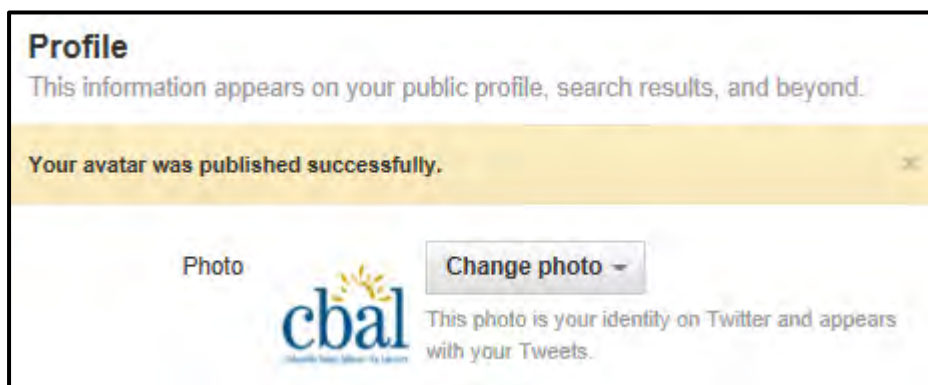 Profile
This information appears on your public profile, search results, and beyond.
Your avatar was published successfully.
×
Photo
Change photo
cbal
This photo is your identity on Twitter and appears
with your Tweets.